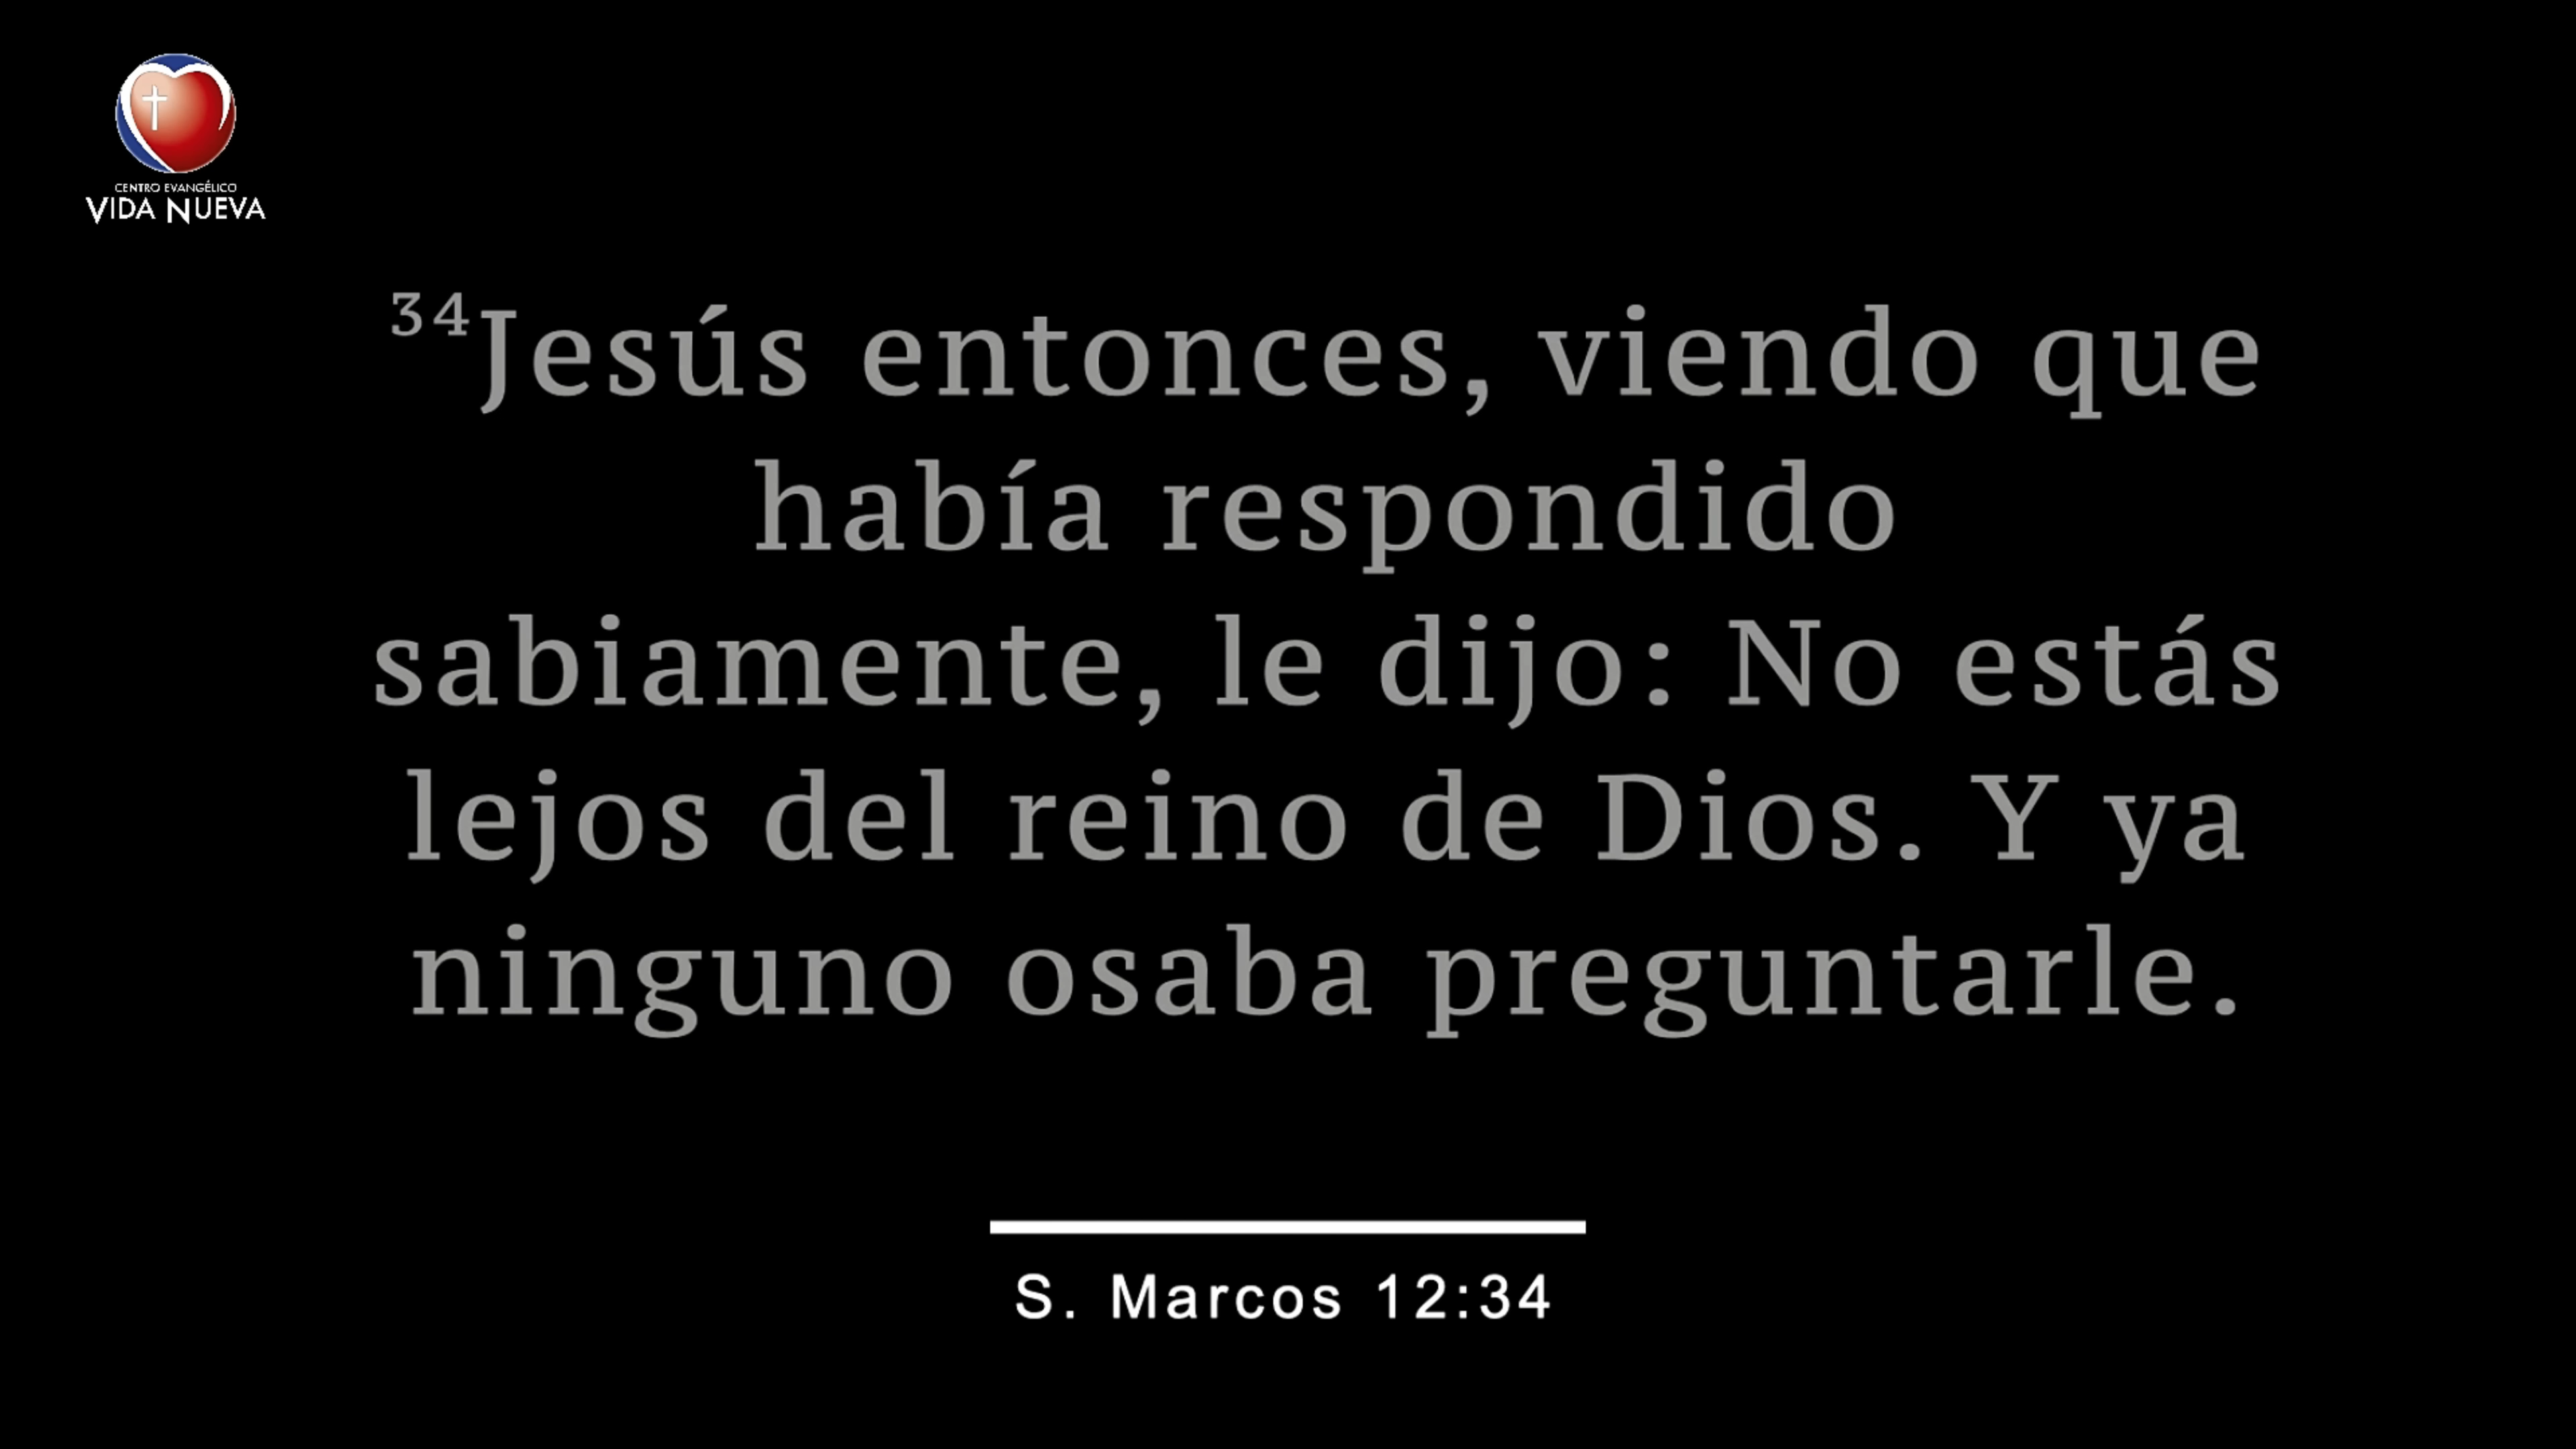 CENTRO EVANGÉLICO
VIDA NUEVA
³⁴Jesús entonces, viendo que
había respondido
sabiamente, le dijo: No estás
lejos del reino de Dios. Y ya
ninguno osaba preguntarle.
S. Marcos 12:34